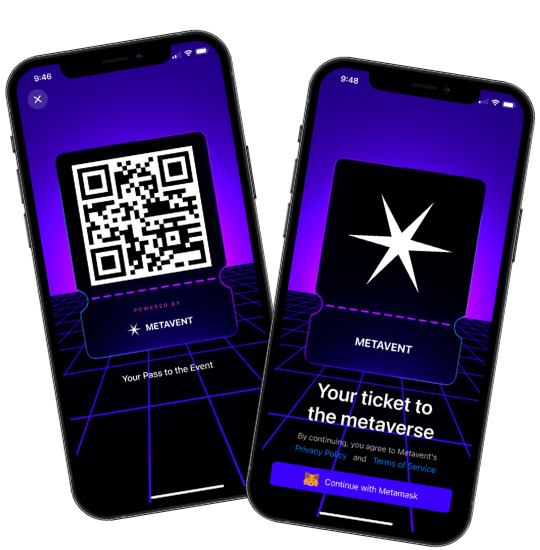 9:46
POWERED BY
METAVENT
Your Pass to the Event
9:48
METAVENT
Your ticket to
the metaverse
By continuing, you agree to Metavent's
Privacy Policy and Terms of Service
Continue with Metamask